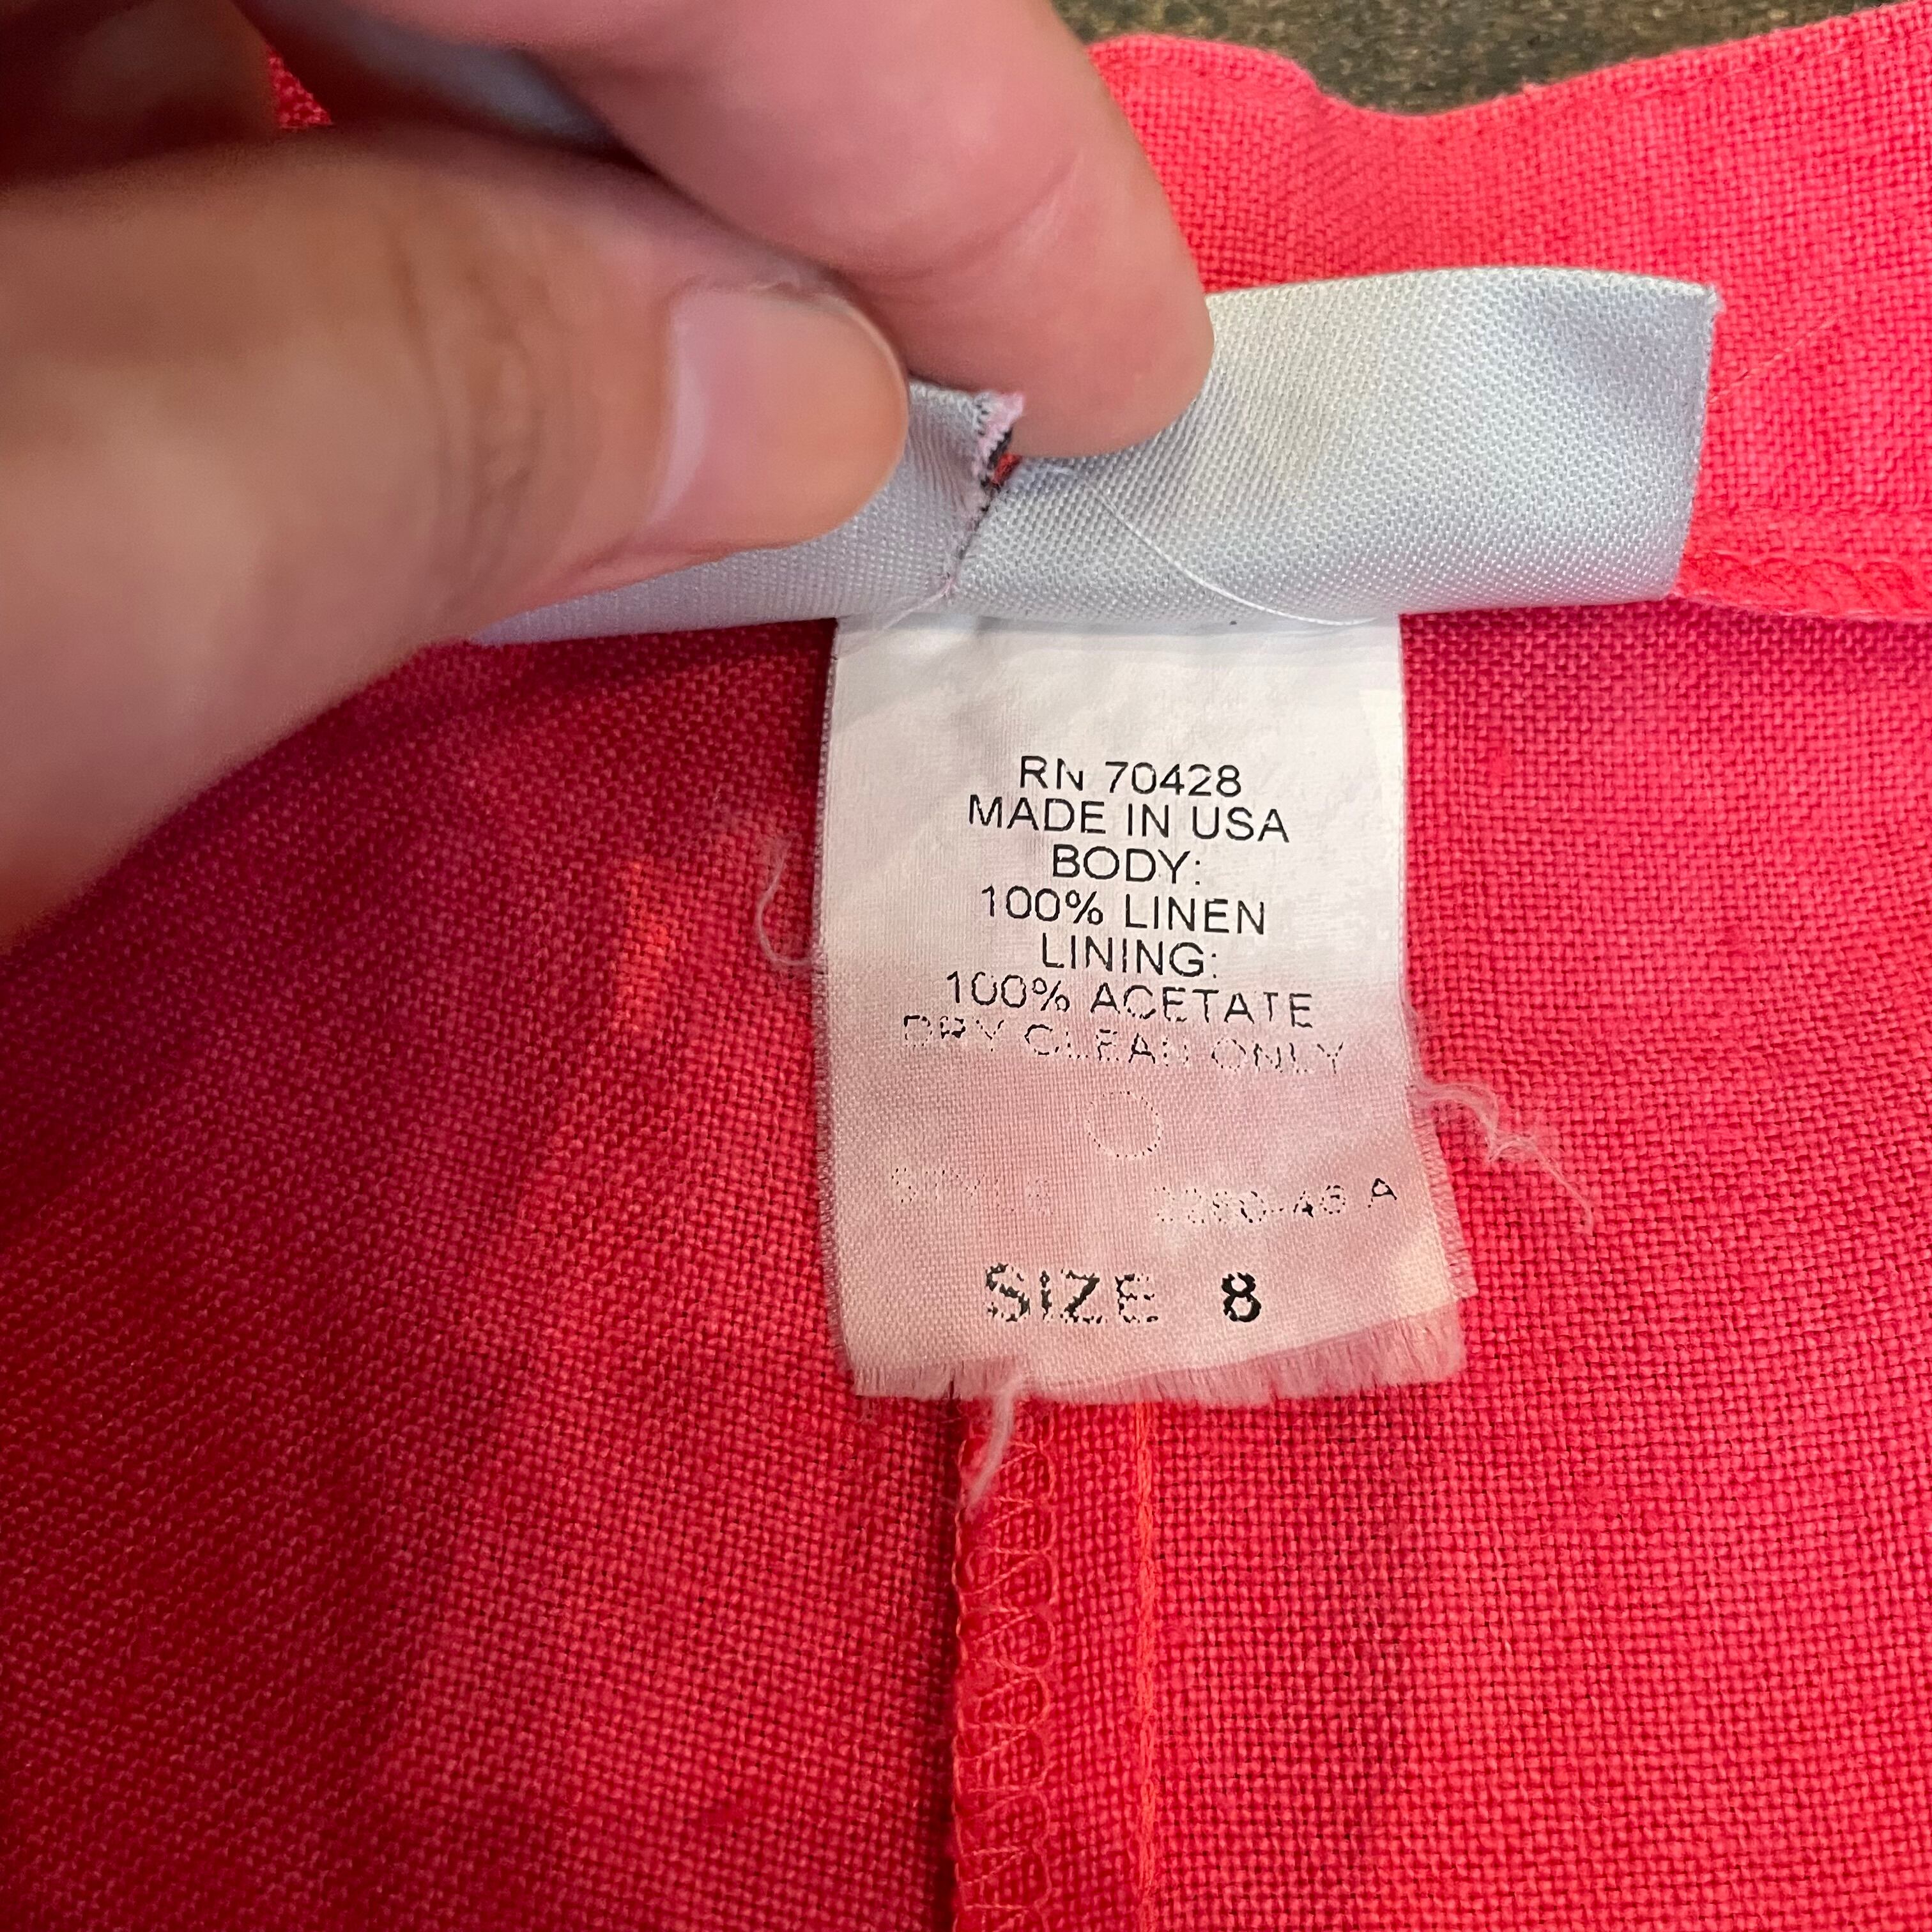 RN 70428
MADE IN USA
BODY:
100% LINEN
LINING:
100% ACETATE
DRY CLEAN ONLY
A
SIZE 8